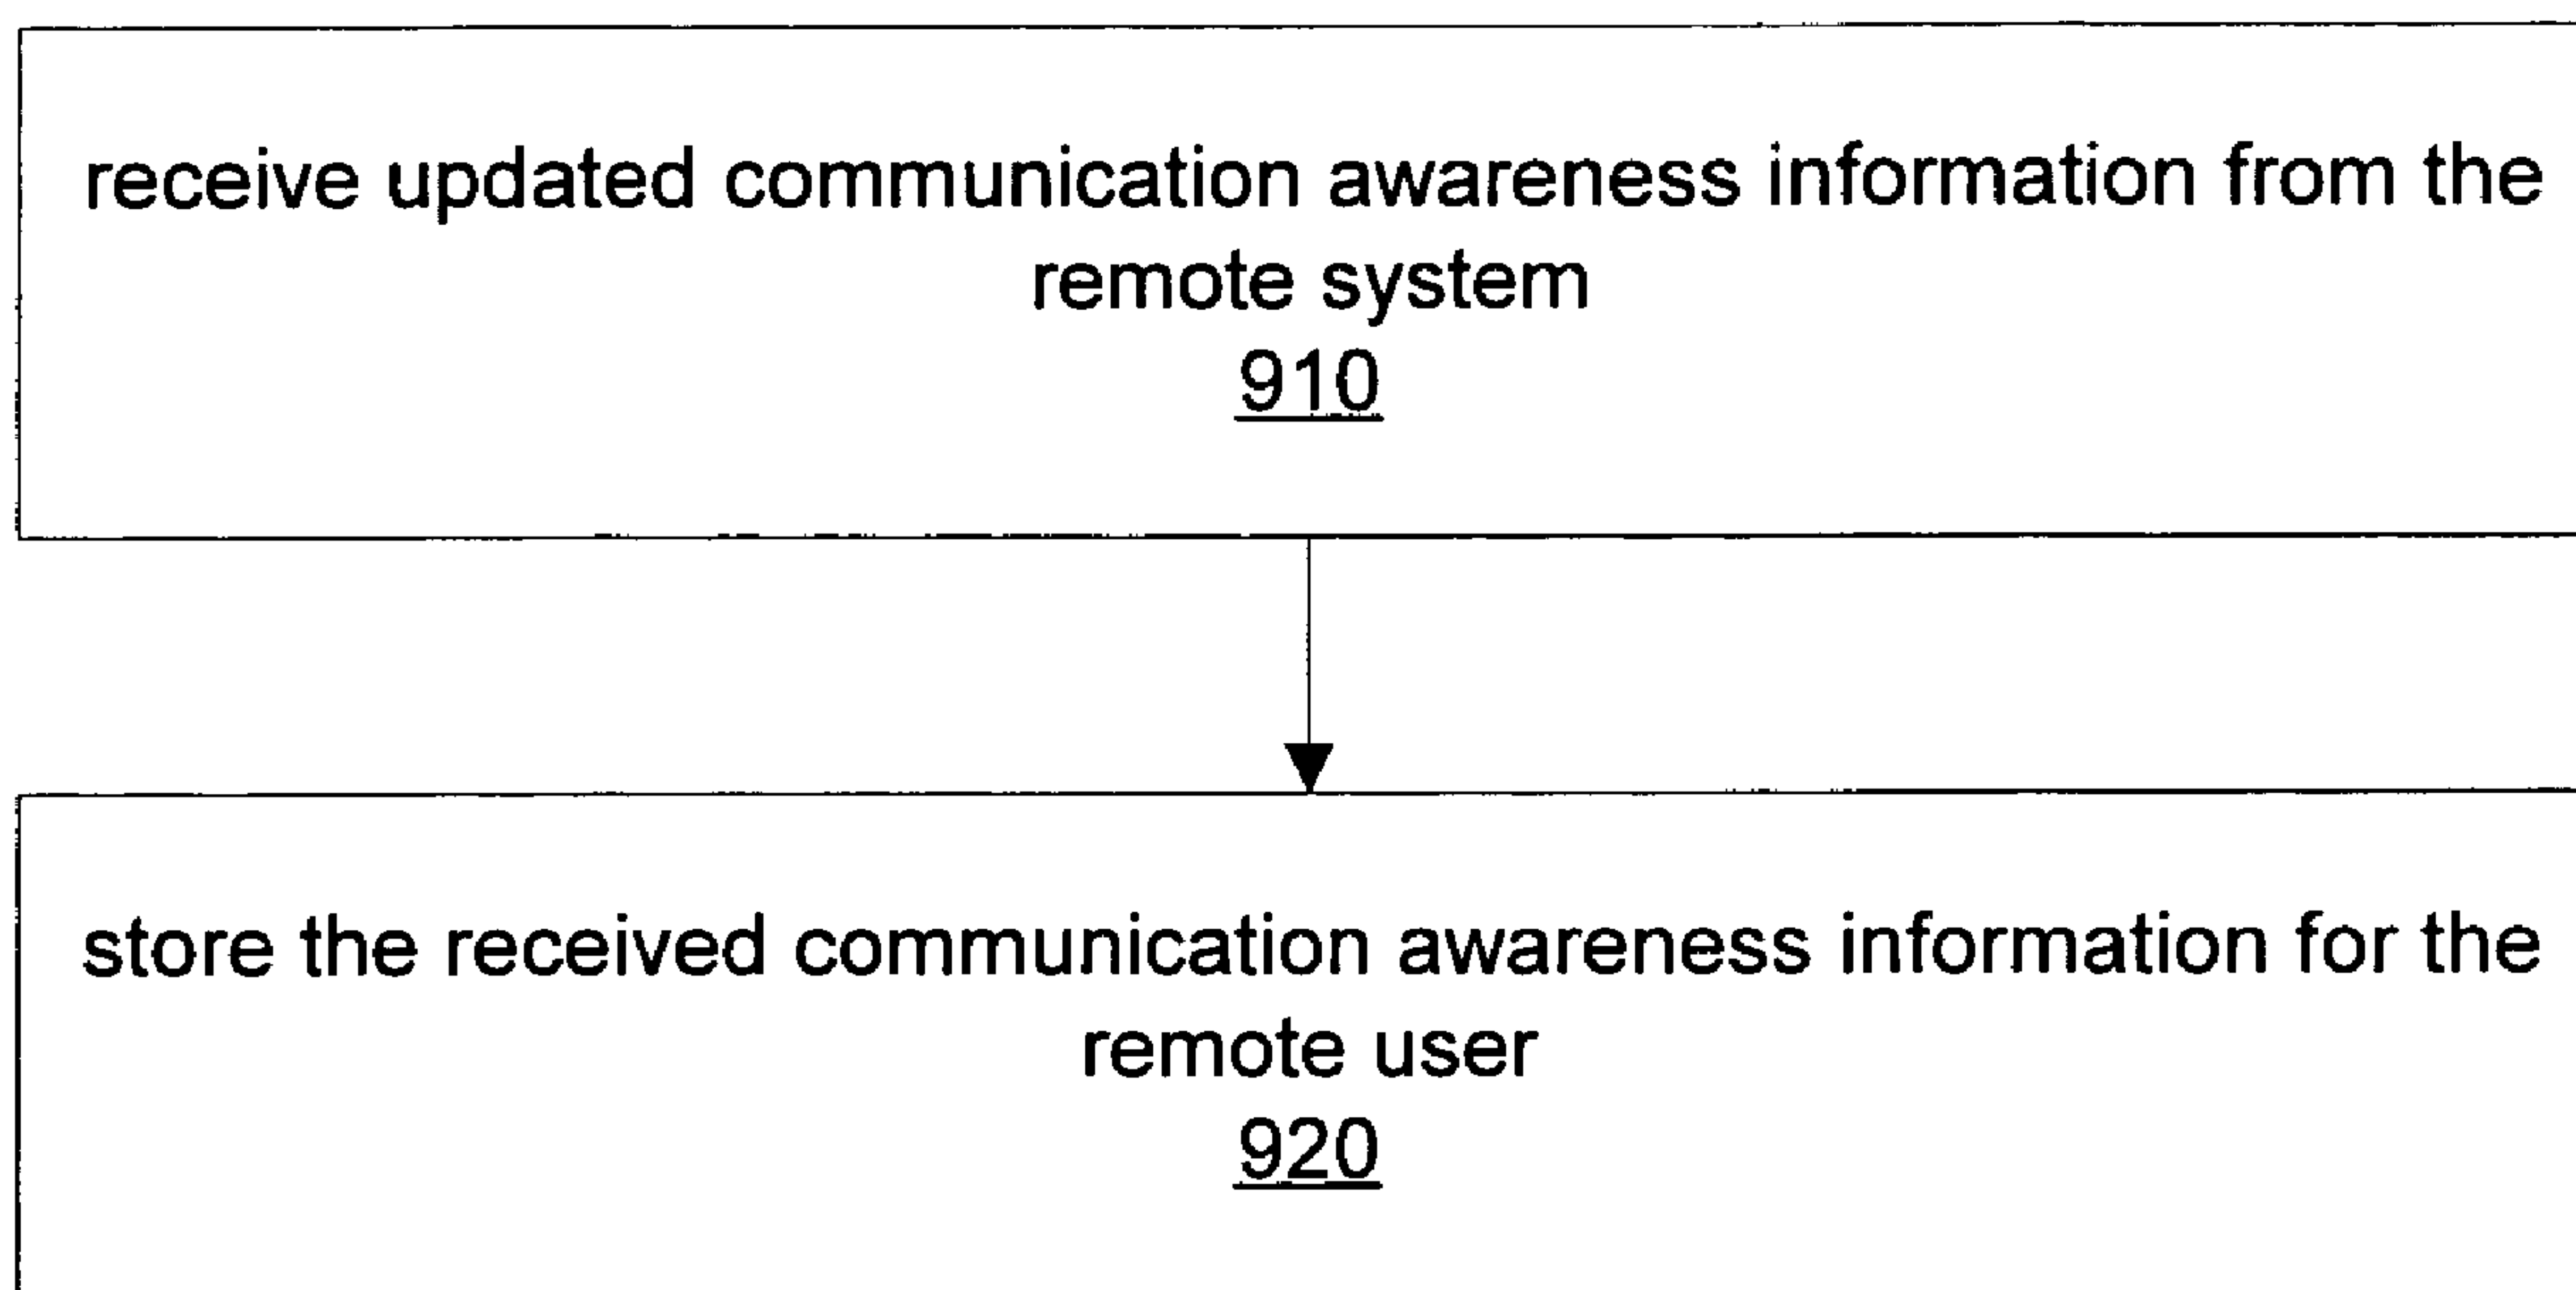 receive updated communication awareness information from the
remote system
910
store the received communication awareness information for the
remote user
920